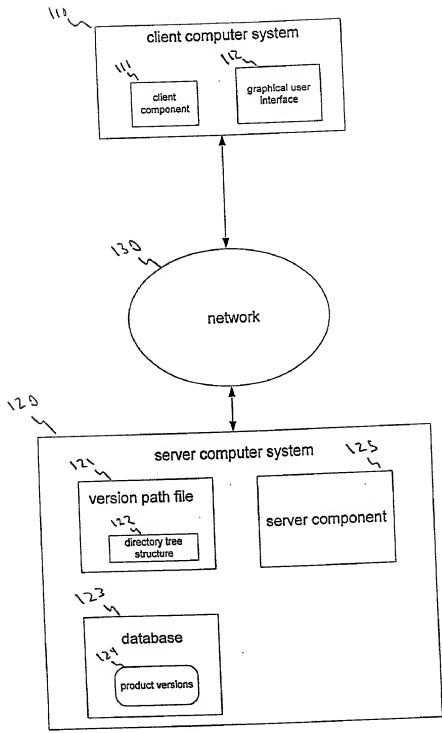 110
client computer system
111
112
client
component
graphical user
interface
130
network
120
server computer system
121
125
version path file
122
directory tree
structure
server component
123
database
124
product versions